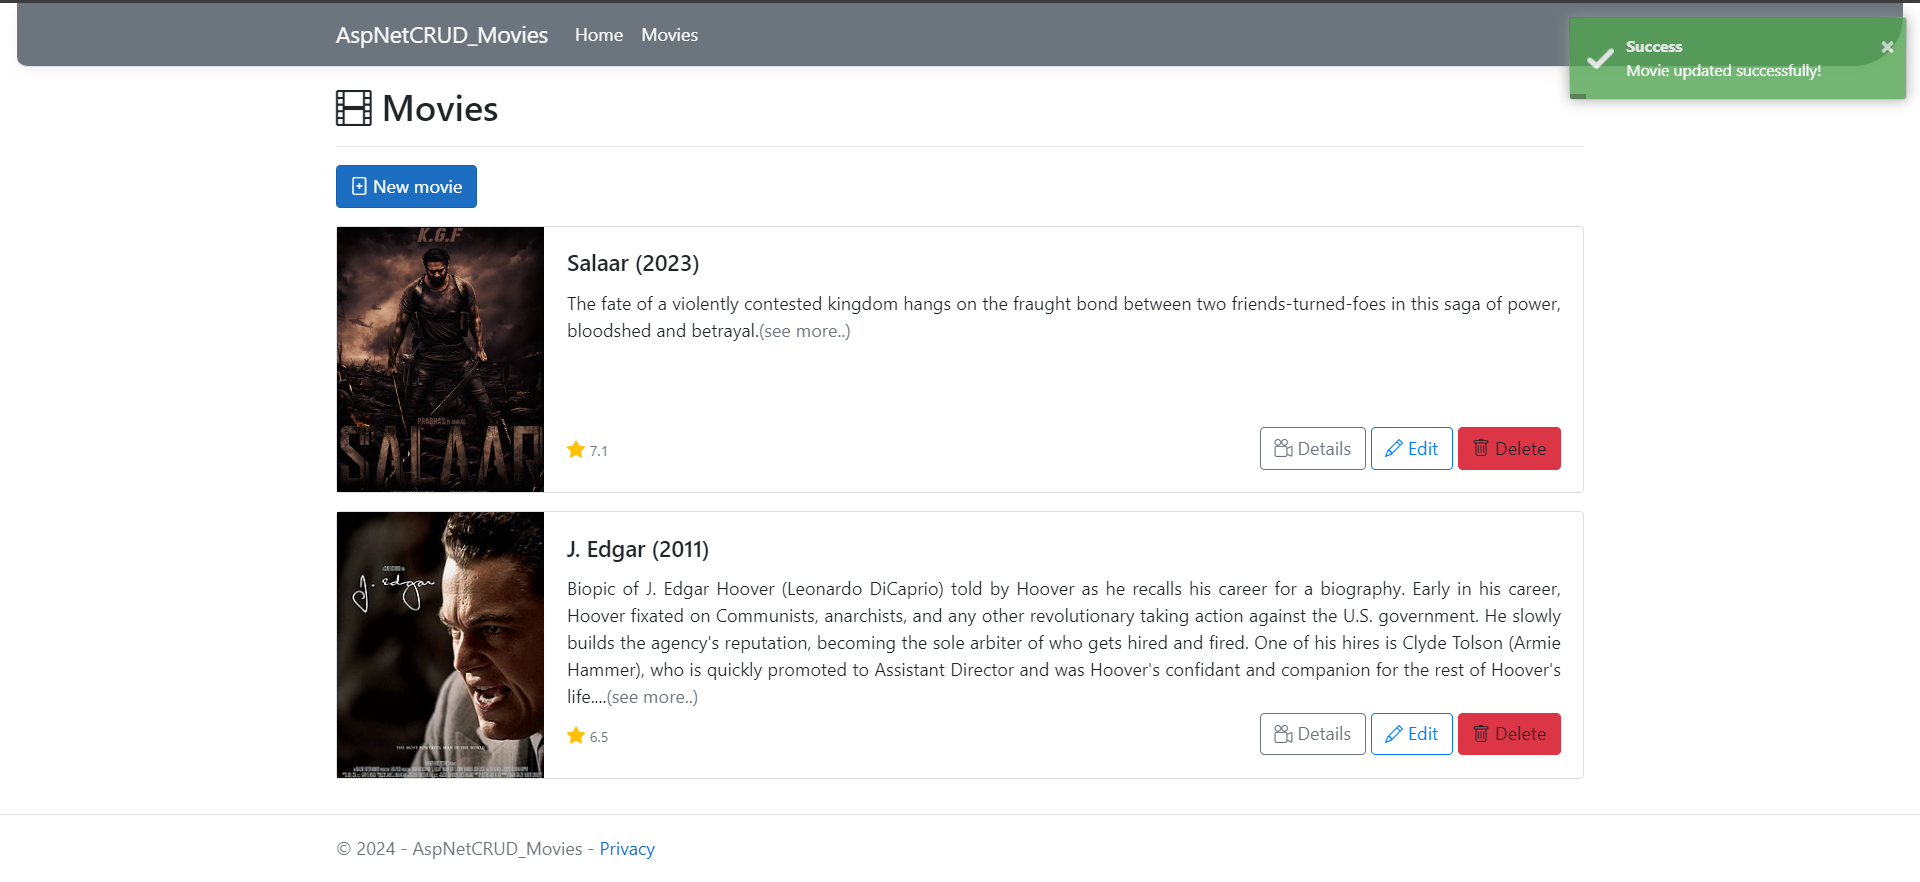 AspNetCRUD_Movies Home Movies
Success
Movie updated successfully!
Movies
New movie
K.G.F
PRABHAS
SALAAR
Salaar (2023)
The fate of a violently contested kingdom hangs on the fraught bond between two friends-turned-foes in this saga of power,
bloodshed and betrayal.(see more..)
7.1
Details Edit Delete
J. Edgar
THE MOST POWERFUL MAN IN THE WORLD
J. Edgar (2011)
Biopic of J. Edgar Hoover (Leonardo DiCaprio) told by Hoover as he recalls his career for a biography. Early in his career,
Hoover fixated on Communists, anarchists, and any other revolutionary taking action against the U.S. government. He slowly
builds the agency's reputation, becoming the sole arbiter of who gets hired and fired. One of his hires is Clyde Tolson (Armie
Hammer), who is quickly promoted to Assistant Director and was Hoover's confidant and companion for the rest of Hoover's
life....(see more..)
6.5
Details Edit Delete
© 2024 - AspNetCRUD_Movies - Privacy